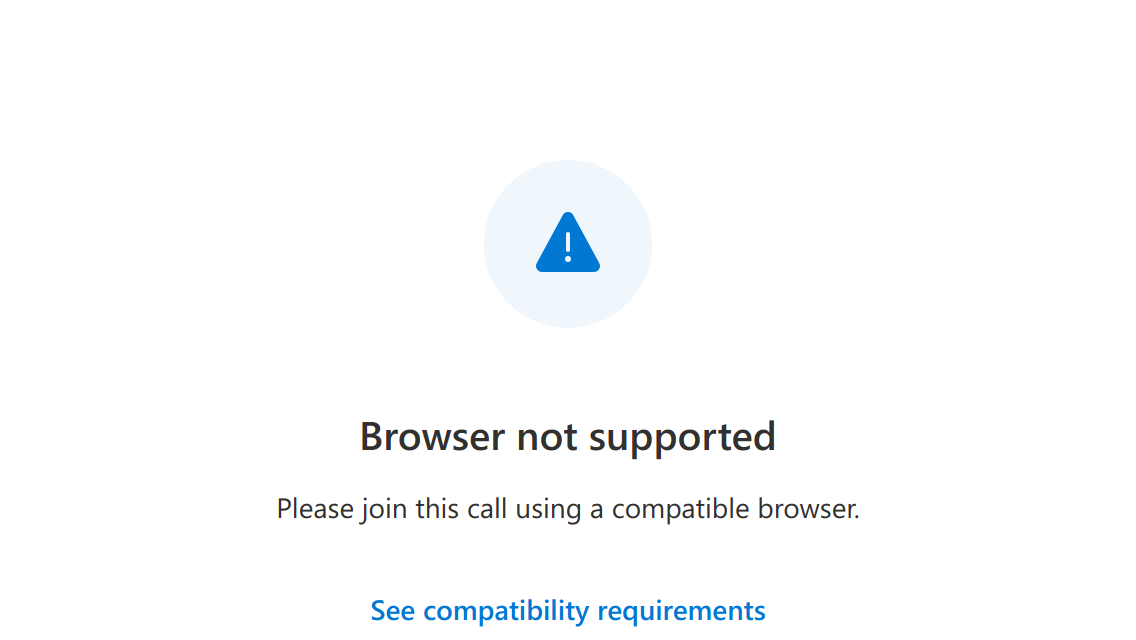 Browser not supported
Please join this call using a compatible browser.
See compatibility requirements